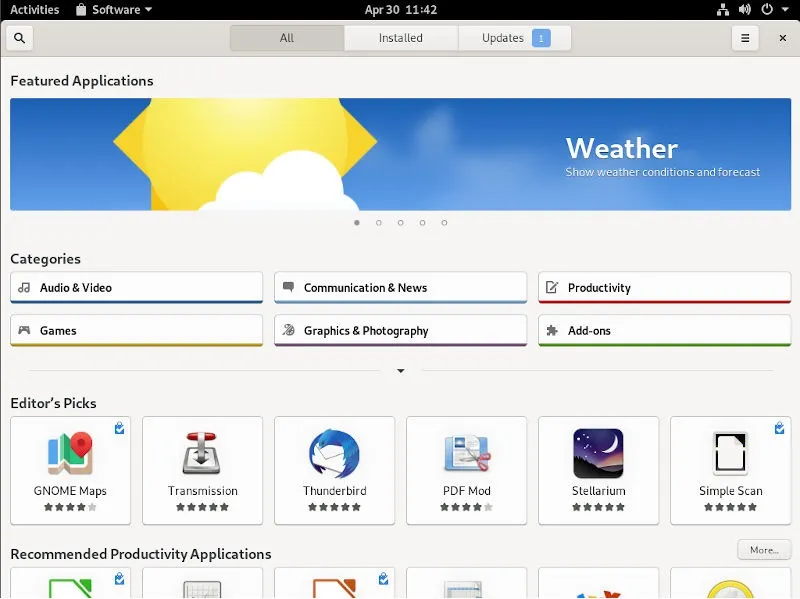 Activities Software Apr 30 11:42
All Installed Updates 1
Featured Applications
Weather
Show weather conditions and forecast
Categories
Audio & Video Communication & News Productivity
Games Graphics & Photography Add-ons
Editor’s Picks
GNOME Maps Transmission Thunderbird PDF Mod Stellarium Simple Scan
Recommended Productivity Applications More...